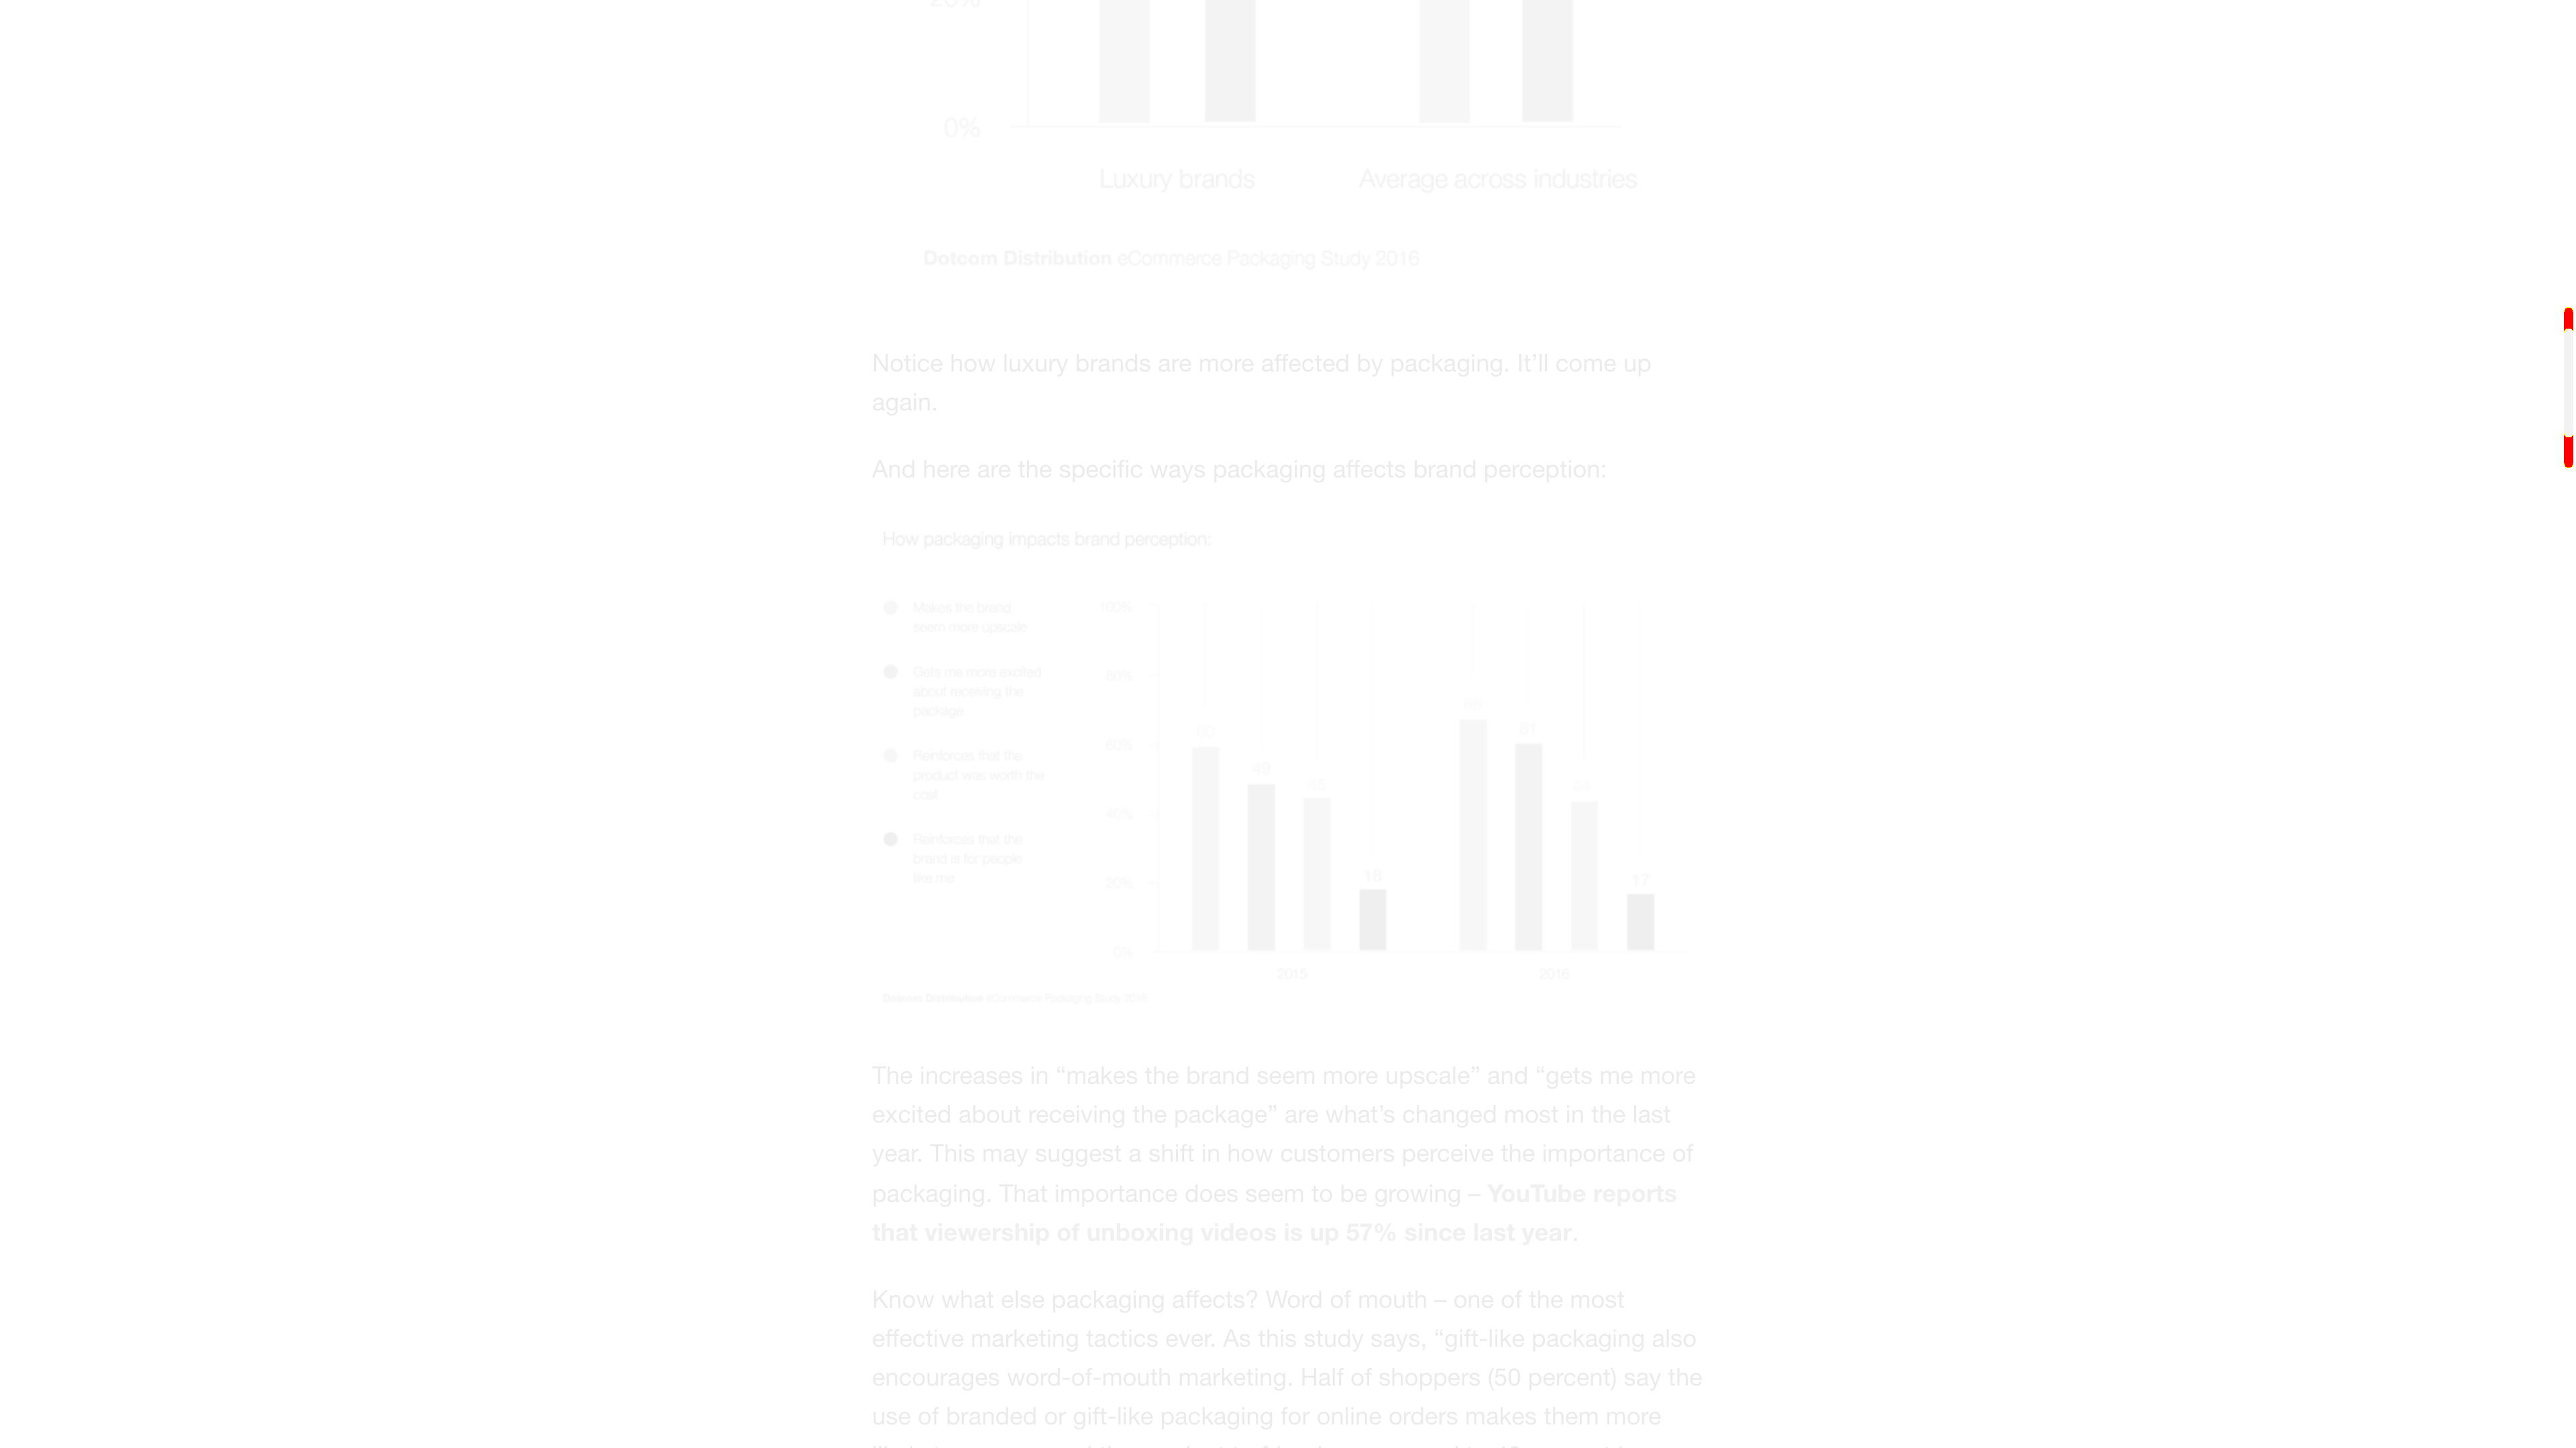 0%
Luxury brands
Average across industries
Dotcom Distribution eCommerce Packaging Study 2016
Notice how luxury brands are more affected by packaging. It’ll come up
again.
And here are the specific ways packaging affects brand perception:
How packaging impacts brand perception:
Makes the brand
seem more upscale
Gets me more excited
about receiving the
package
Reinforces that the
product was worth the
cost
Reinforces that the
brand is for people
like me
100%
80%
60%
40%
20%
0%
49
18
61
44
17
2015
2016
Dotcom Distribution eCommerce Packaging Study 2016
The increases in “makes the brand seem more upscale” and “gets me more
excited about receiving the package” are what’s changed most in the last
year. This may suggest a shift in how customers perceive the importance of
packaging. That importance does seem to be growing – YouTube reports
that viewership of unboxing videos is up 57% since last year.
Know what else packaging affects? Word of mouth – one of the most
effective marketing tactics ever. As this study says, “gift-like packaging also
encourages word-of-mouth marketing. Half of shoppers (50 percent) say the
use of branded or gift-like packaging for online orders makes them more